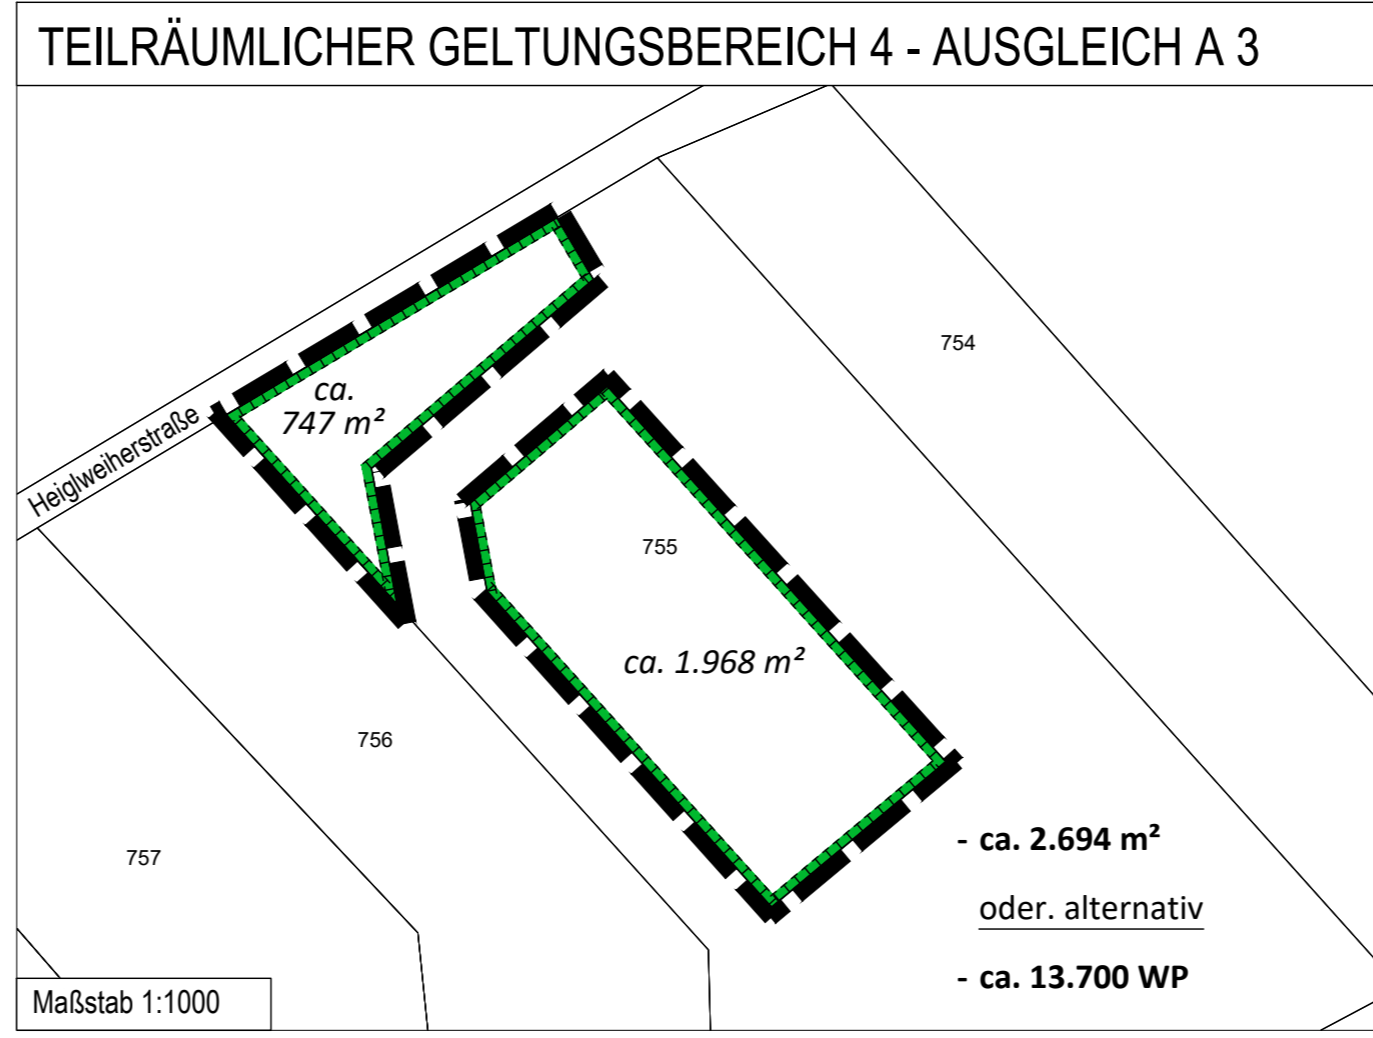 TEILRÄUMLICHER GELTUNGSBEREICH 4 - AUSGLEICH A 3
754
ca.
747 m²
Heiglweiherstraße
755
ca. 1.968 m²
756
757
- ca. 2.694 m²
oder. alternativ
- ca. 13.700 WP
Maßstab 1:1000